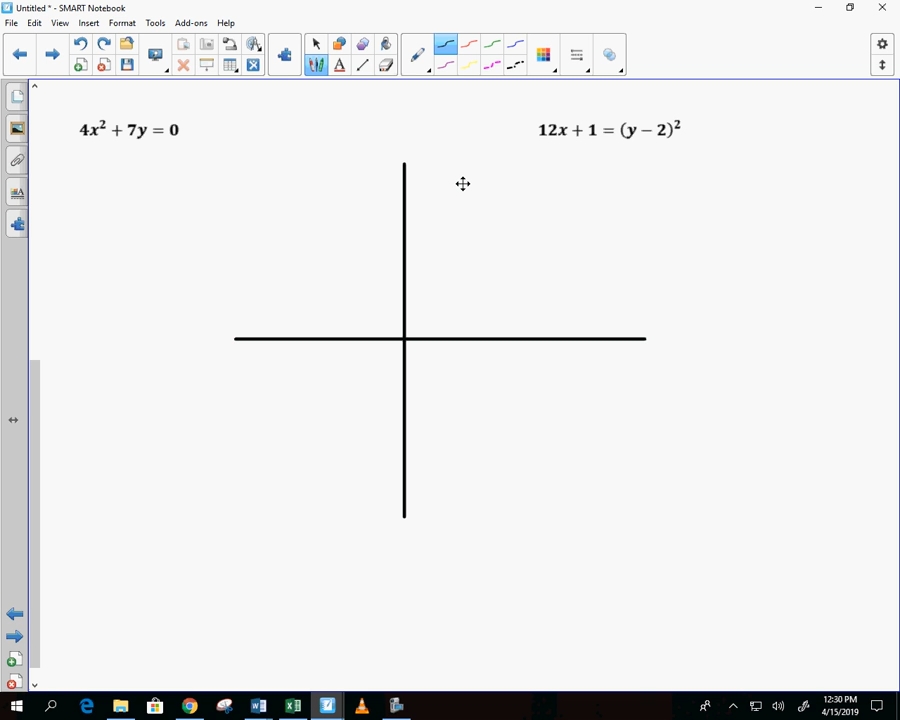 Untitled * - SMART Notebook
File Edit View Insert Format Tools Add-ons Help
4x² + 7y = 0
12x + 1 = (y − 2)²
12:30 PM
4/15/2019